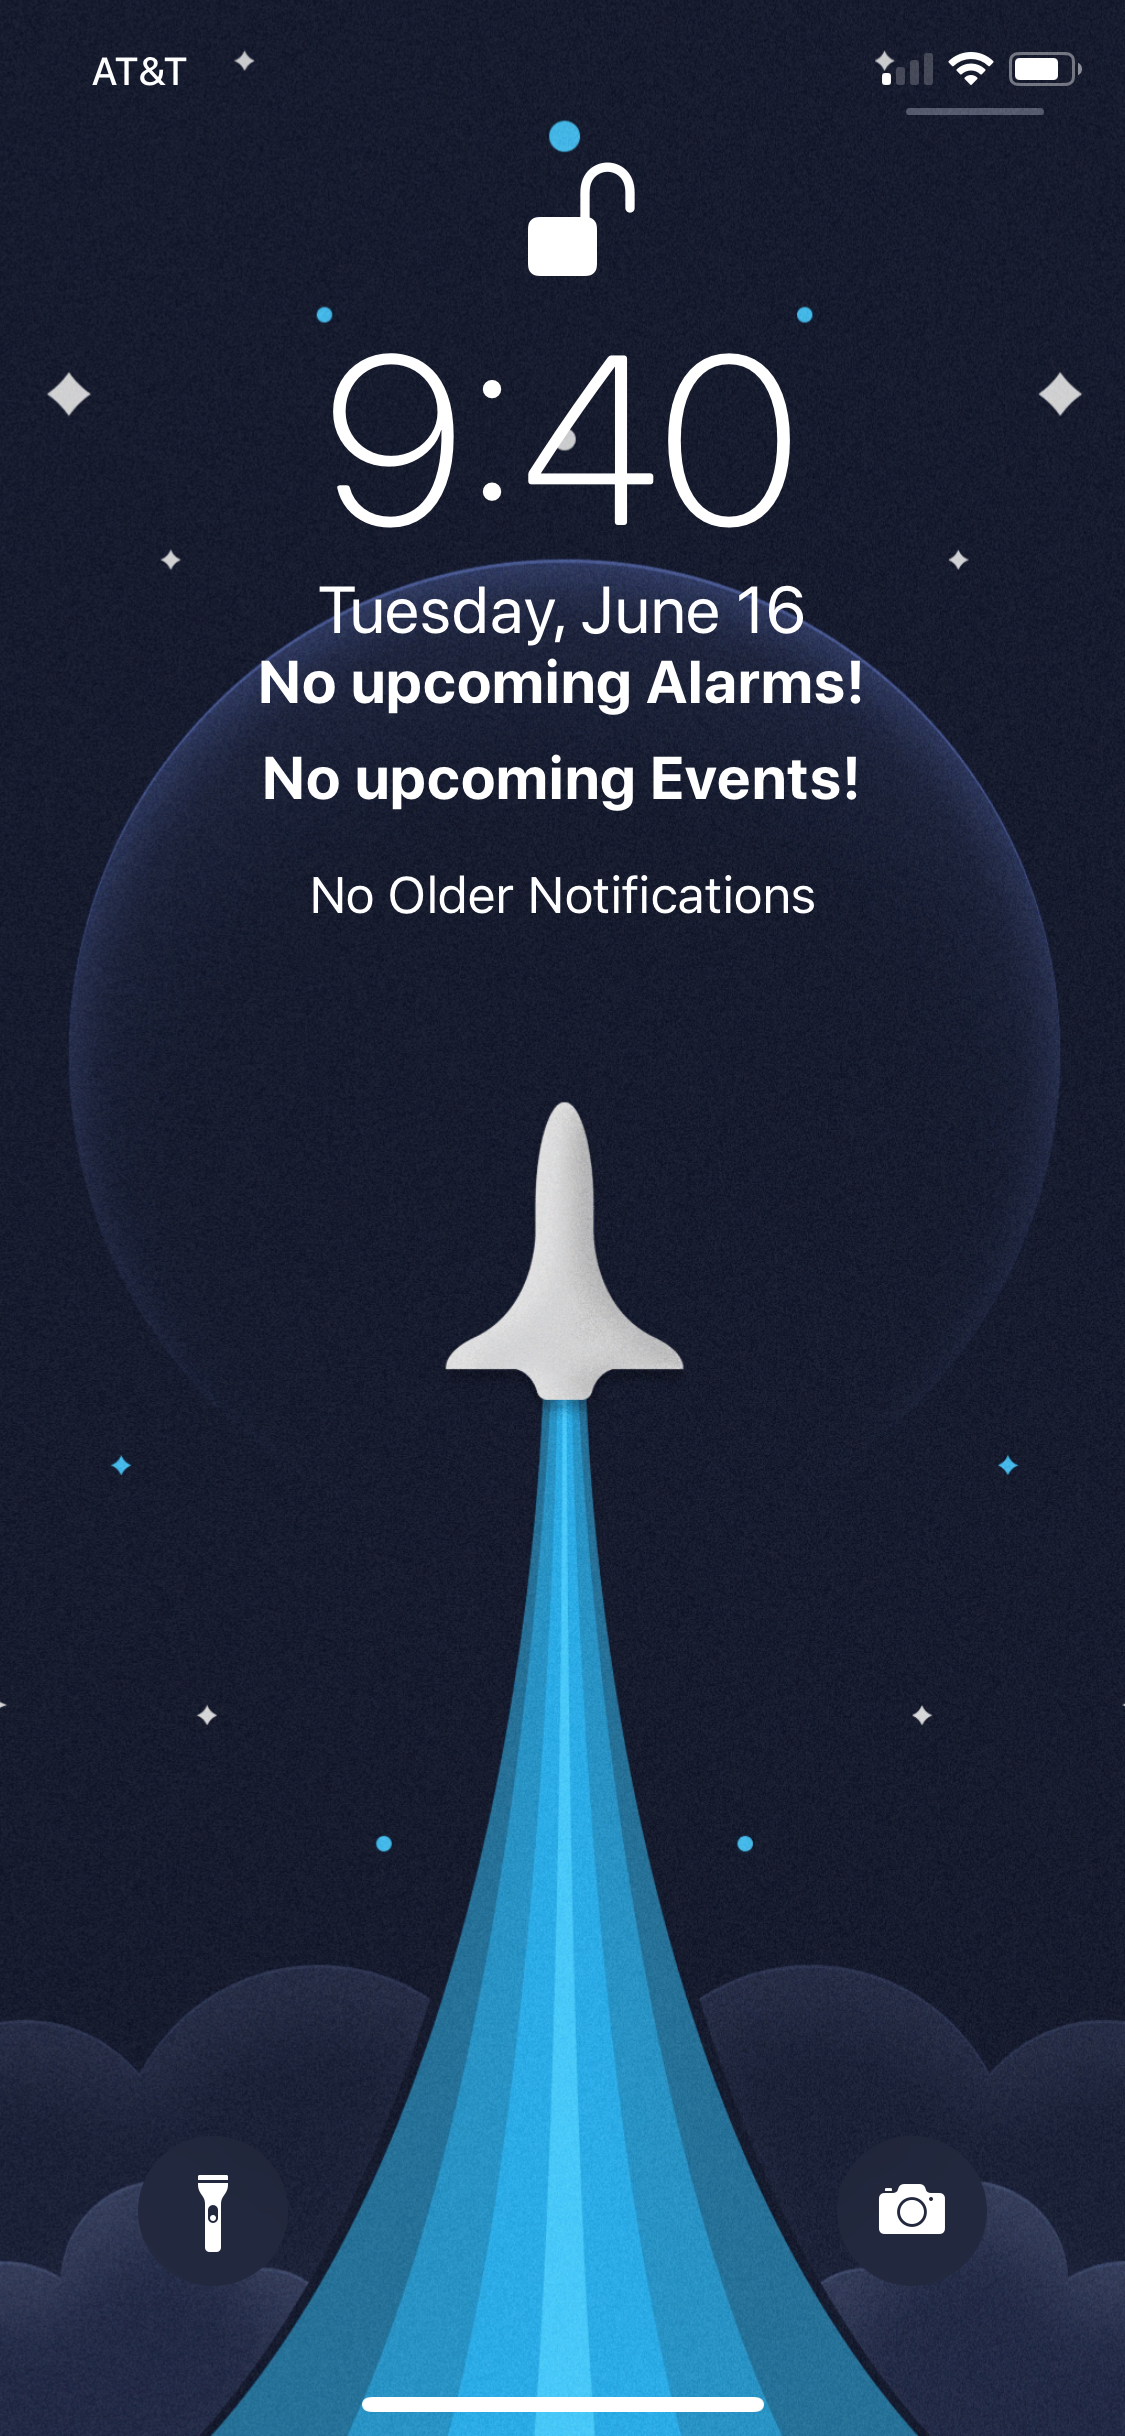 AT&T
9:40
Tuesday, June 16
No upcoming Alarms!
No upcoming Events!
No Older Notifications